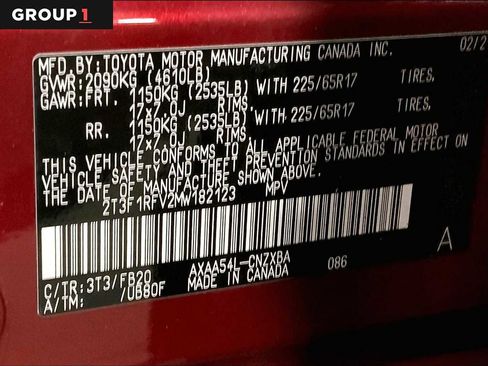 GROUP 1
MFD. BY: TOYOTA MOTOR MANUFACTURING CANADA INC. 02/2
GVWR: 2090KG (4610LB)
GAWR: FRT. 1150KG (2535LB) WITH 225/65R17 TIRES,
17x7.0J RIMS.
RR. 1150KG (2535LB) WITH 225/65R17 TIRES,
17x7.0J RIMS.
THIS VEHICLE CONFORMS TO ALL APPLICABLE FEDERAL MOTOR
VEHICLE SAFETY AND THEFT PREVENTION STANDARDS IN EFFECT ON
THE DATE OF MANUFACTURE SHOWN ABOVE.
2T3F1RFV2MW192123 MPV
C/TR: 3T3/FB20 AXAA54L-CNZXBA 086 A
A/TM: /UB80F MADE IN CANADA